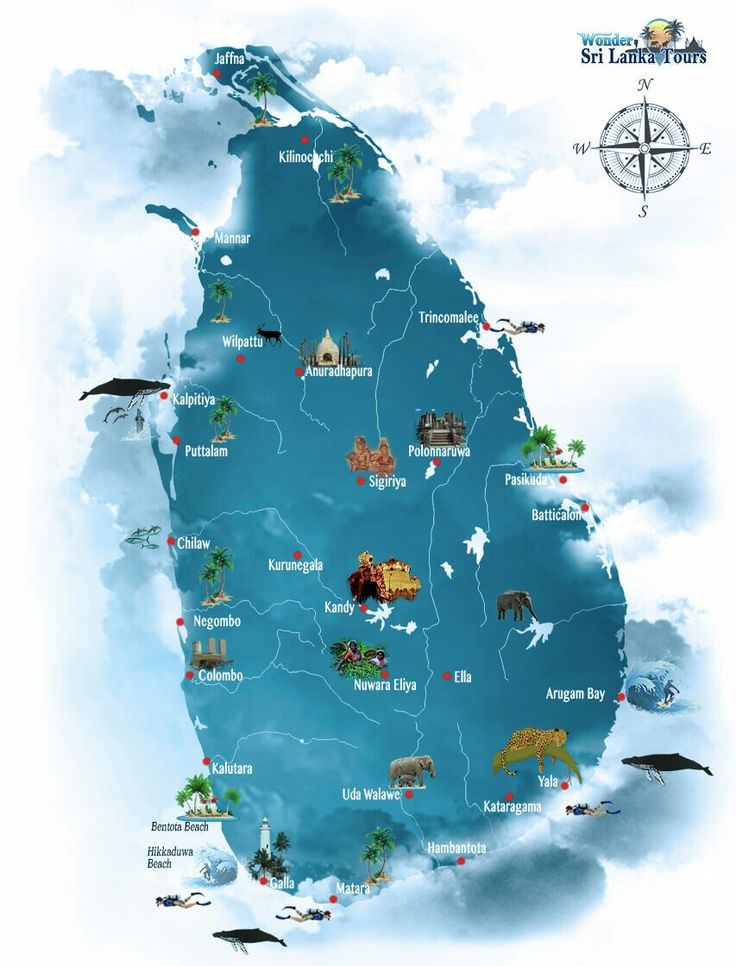 Wonder
Sri Lanka Tours
N
W
E
S
Jaffna
Kilinochchi
Mannar
Trincomalee
Wilpattu
Anuradhapura
Kalpitiya
Puttalam
Polonnaruwa
Sigiriya
Pasikuda
Batticalon
Chilaw
Kurunegala
Kandy
Negombo
Colombo
Nuwara Eliya
Ella
Arugam Bay
Kalutara
Uda Walawe
Yala
Kataragama
Bentota Beach
Hikkaduwa
Beach
Hambantota
Galla
Matara